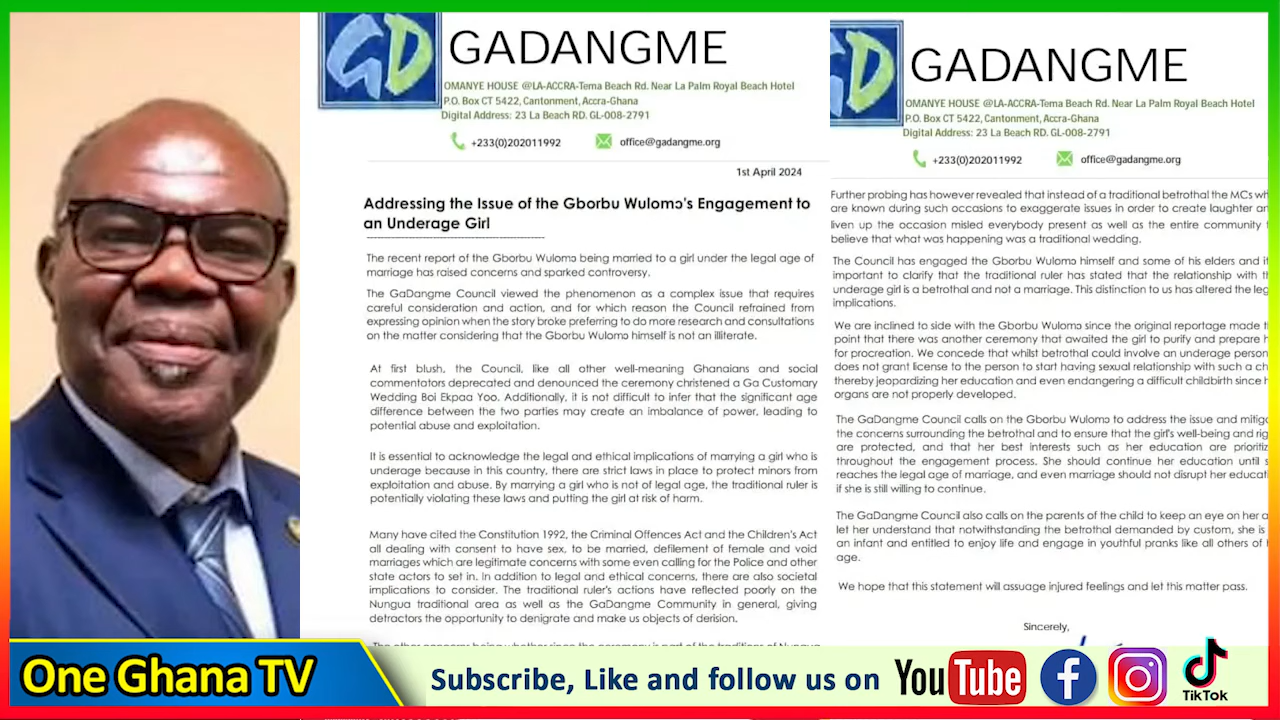 GD GADANGME
OMANYE HOUSE @LA-ACCRA-Tema Beach Rd. Near La Palm Royal Beach Hotel
P.O. Box CT 5422, Cantonment, Accra-Ghana
Digital Address: 23 La Beach RD. GL-008-2791
+233(0)202011992 office@gadangme.org
1st April 2024
Addressing the Issue of the Gborbu Wulomɔ's Engagement to
an Underage Girl
The recent report of the Gborbu Wulomɔ being married to a girl under the legal age of
marriage has raised concerns and sparked controversy.
The GaDangme Council viewed the phenomenon as a complex issue that requires
careful consideration and action, and for which reason the Council refrained from
expressing opinion when the story broke preferring to do more research and consultations
on the matter considering that the Gborbu Wulomɔ himself is not an illiterate.
At first blush, the Council, like all other well-meaning Ghanaians and social
commentators deprecated and denounced the ceremony christened a Ga Customary
Wedding Boi Ekpaa Yoo. Additionally, it is not difficult to infer that the significant age
difference between the two parties may create an imbalance of power, leading to
potential abuse and exploitation.
It is essential to acknowledge the legal and ethical implications of marrying a girl who is
underage because in this country, there are strict laws in place to protect minors from
exploitation and abuse. By marrying a girl who is not of legal age, the traditional ruler is
potentially violating these laws and putting the girl at risk of harm.
Many have cited the Constitution 1992, the Criminal Offences Act and the Children's Act
all dealing with consent to have sex, to be married, defilement of female and void
marriages which are legitimate concerns with some even calling for the Police and other
state actors to set in. In addition to legal and ethical concerns, there are also societal
implications to consider. The traditional ruler's actions have reflected poorly on the
Nungua traditional area as well as the GaDangme Community in general, giving
detractors the opportunity to denigrate and make us objects of derision.
GD GADANGME
OMANYE HOUSE @LA-ACCRA-Tema Beach Rd. Near La Palm Royal Beach Hotel
P.O. Box CT 5422, Cantonment, Accra-Ghana
Digital Address: 23 La Beach RD. GL-008-2791
+233(0)202011992 office@gadangme.org
Further probing has however revealed that instead of a traditional betrothal the MCs
are known during such occasions to exaggerate issues in order to create laughter
liven up the occasion misled everybody present as well as the entire community
believe that what was happening was a traditional wedding.
The Council has engaged the Gborbu Wulomɔ himself and some of his elders and
important to clarify that the traditional ruler has stated that the relationship with
underage girl is a betrothal and not a marriage. This distinction to us has altered the
implications.
We are inclined to side with the Gborbu Wulomɔ since the original reportage made
point that there was another ceremony that awaited the girl to purify and prepare
for procreation. We concede that whilst betrothal could involve an underage person
does not grant license to the person to start having sexual relationship with such a
thereby jeopardizing her education and even endangering a difficult childbirth since
organs are not properly developed.
The GaDangme Council calls on the Gborbu Wulomɔ to address the issue and
the concerns surrounding the betrothal and to ensure that the girl's well-being and
are protected, and that her best interests such as her education are
throughout the engagement process. She should continue her education until
reaches the legal age of marriage, and even marriage should not disrupt her
if she is still willing to continue.
The GaDangme Council also calls on the parents of the child to keep an eye on her
let her understand that notwithstanding the betrothal demanded by custom, she is
an infant and entitled to enjoy life and engage in youthful pranks like all others of
age.
We hope that this statement will assuage injured feelings and let this matter pass.
Sincerely,
One Ghana TV
Subscribe, Like and follow us on YouTube
TikTok